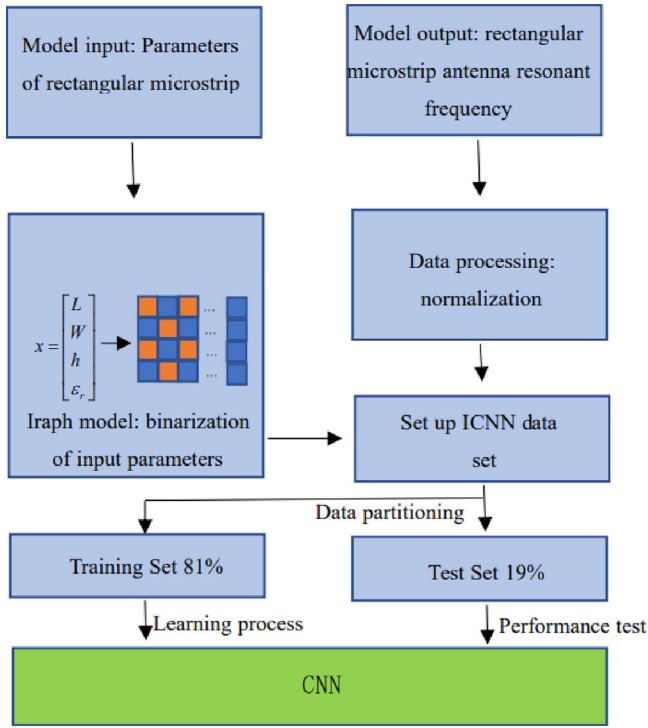 Model input: Parameters
of rectangular microstrip
Model output: rectangular
microstrip antenna resonant
frequency
x = [L W h ε_r]
... 
...
...
...
Iraph model: binarization
of input parameters
Data processing:
normalization
Set up ICNN data
set
Data partitioning
Training Set 81%
Test Set 19%
Learning process
Performance test
CNN